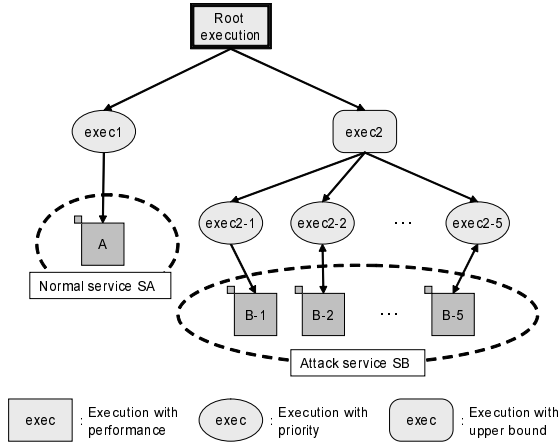 Root
execution
exec1
exec2
exec2-1
exec2-2
...
exec2-5
A
Normal service SA
B-1
B-2
...
B-5
Attack service SB
exec : Execution with
performance
exec : Execution with
priority
exec : Execution with
upper bound